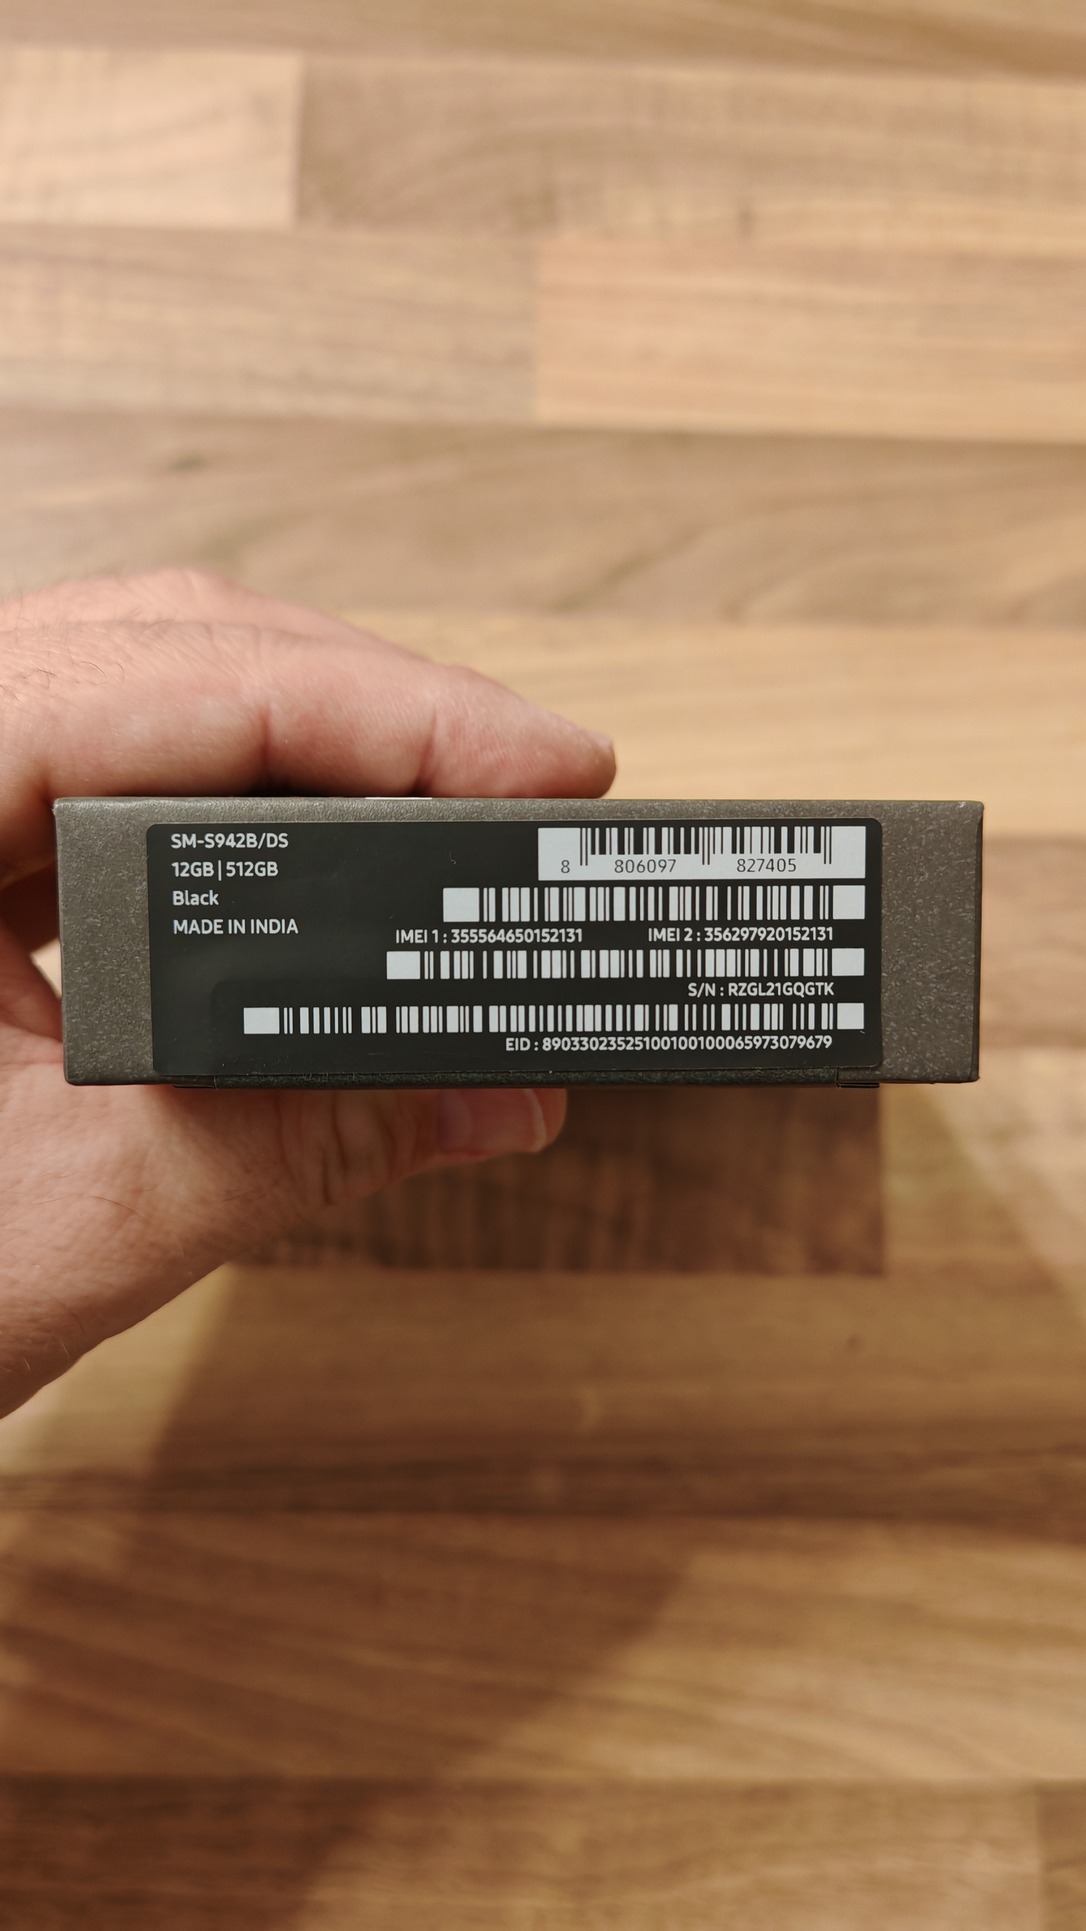 SM-S942B/DS
12GB | 512GB
Black
MADE IN INDIA
8 806097 827405
IMEI 1 : 355564650152131 IMEI 2 : 356297920152131
S/N : RZGL21GQGTK
EID : 89033023525100100100065973079679